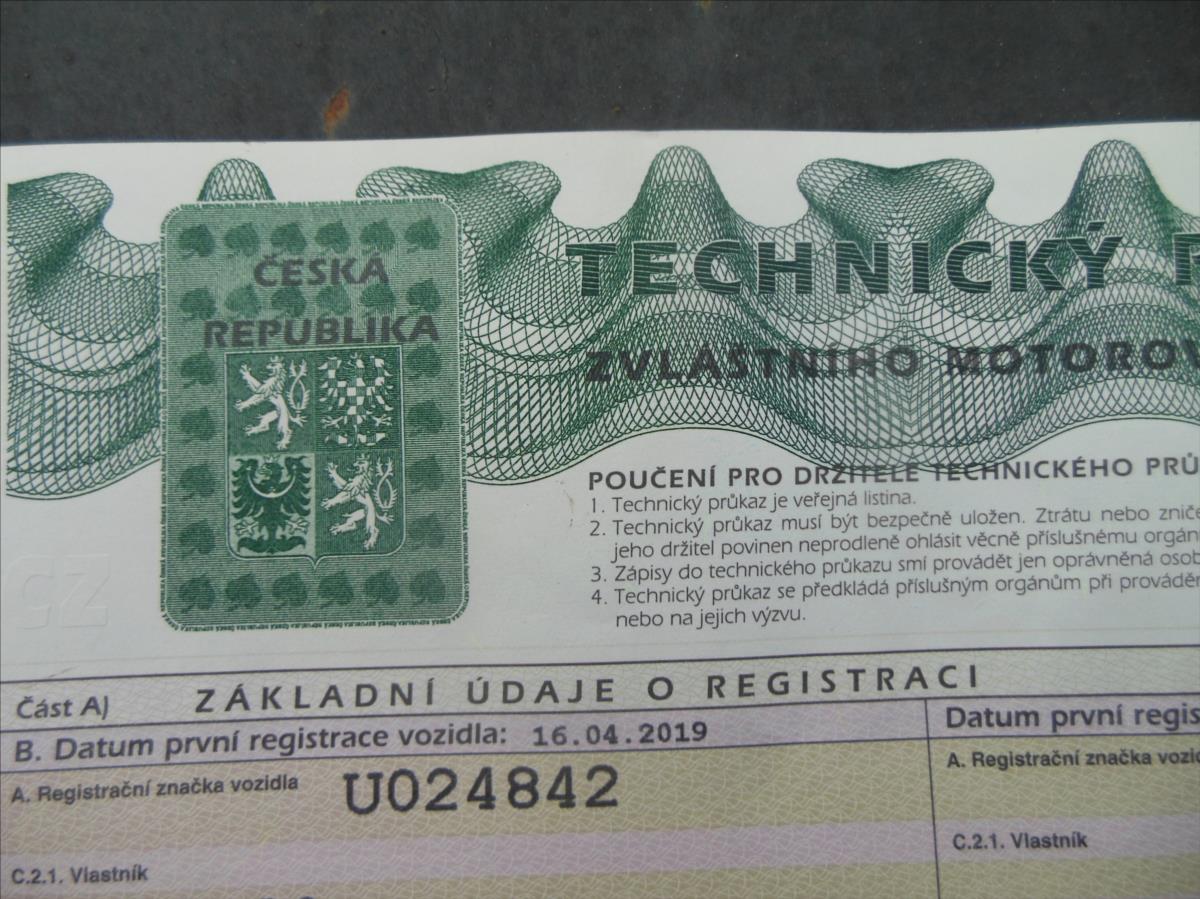 ČESKÁ
REPUBLIKA
TECHNICKÝ
ZVLÁŠTNÍHO MOTOROV
POUČENÍ PRO DRŽITELE TECHNICKÉHO PRŮ
1. Technický průkaz je veřejná listina.
2. Technický průkaz musí být bezpečně uložen. Ztrátu nebo zniče
jeho držitel povinen neprodleně ohlásit věcně příslušnému orgán
3. Zápisy do technického průkazu smí provádět jen oprávněná osob
4. Technický průkaz se předkládá příslušným orgánům při provádě
nebo na jejich výzvu.
CZ
Část A) ZÁKLADNÍ ÚDAJE O REGISTRACI
B. Datum první registrace vozidla: 16.04.2019
Datum první regis
A. Registrační značka vozidla U024842
A. Registrační značka vozid
C.2.1. Vlastník
C.2.1. Vlastník